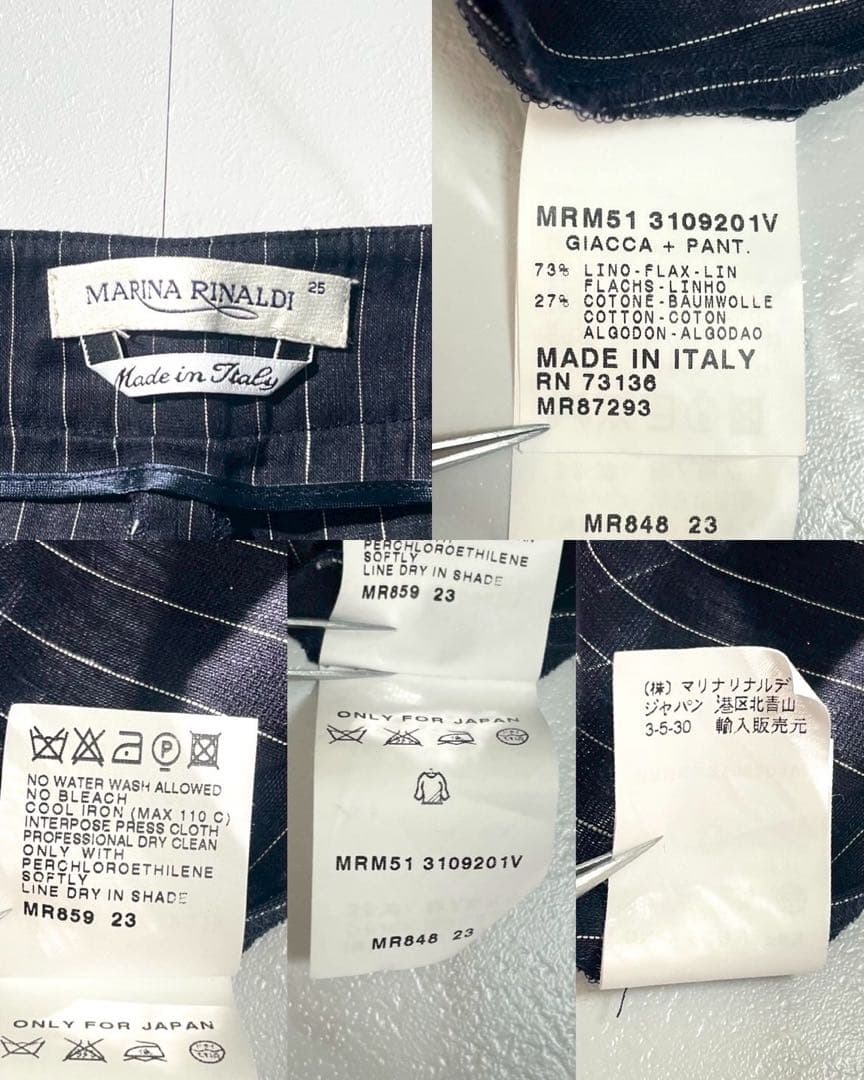 MARINA RINALDI 25
Made in Italy
MRM51 3109201V
GIACCA + PANT.
73% LINO-FLAX-LIN
FLACHS-LINHO
27% COTONE-BAUMWOLLE
COTTON-COTON
ALGODON-ALGODAO
MADE IN ITALY
RN 73136
MR87293
MR848 23
P
NO WATER WASH ALLOWED
NO BLEACH
COOL IRON (MAX 110 C)
INTERPOSE PRESS CLOTH
PROFESSIONAL DRY CLEAN
ONLY WITH
PERCHLOROETHILENE
SOFTLY
LINE DRY IN SHADE
MR859 23
ONLY FOR JAPAN
PERCHLOROETHILENE
SOFTLY
LINE DRY IN SHADE
MR859 23
ONLY FOR JAPAN
MRM51 3109201V
MR848 23
(株) マリナリナルデ
ジャパン 港区北青山
3-5-30 輸入販売元